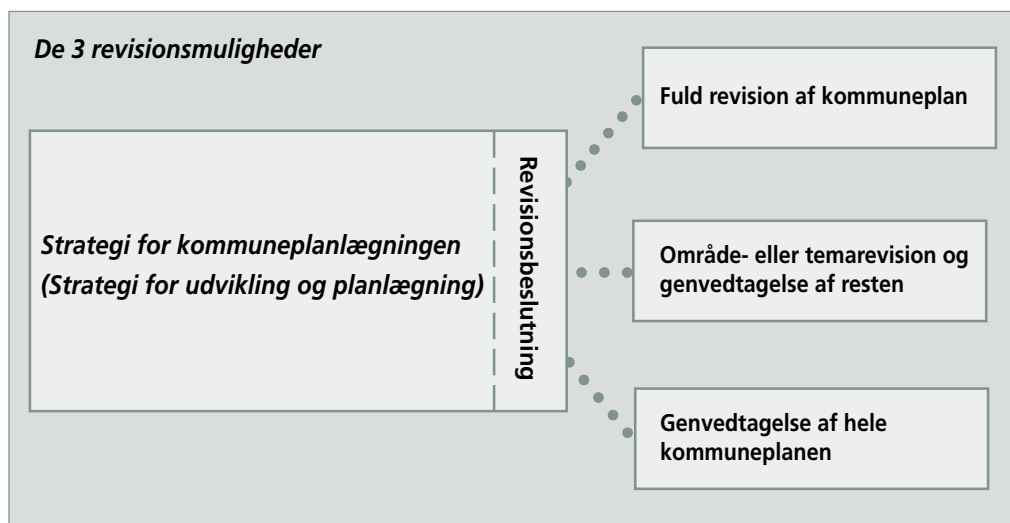 De 3 revisionsmuligheder
Strategi for kommuneplanlægningen
(Strategi for udvikling og planlægning)
Revisionsbeslutning
Fuld revision af kommuneplan
Område- eller temarevision og
genvedtagelse af resten
Genvedtagelse af hele
kommuneplanen